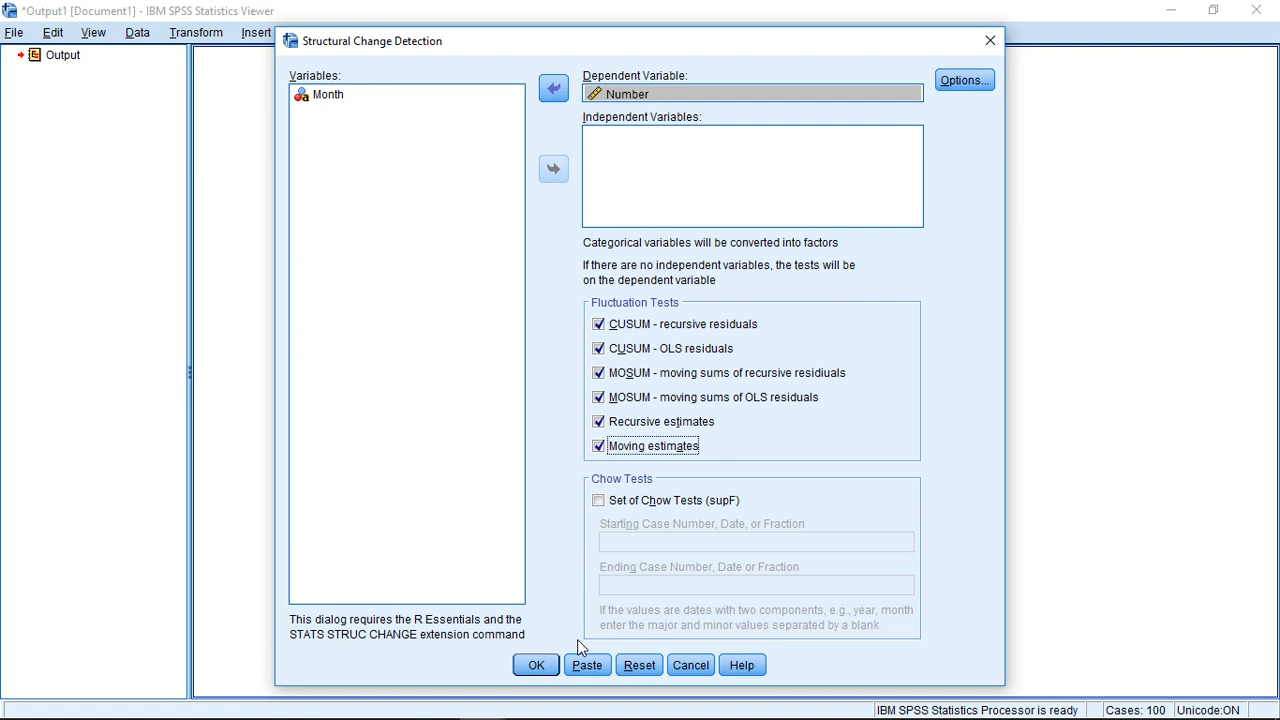 *Output1 [Document1] - IBM SPSS Statistics Viewer
File Edit View Data Transform Insert
Output
Structural Change Detection
Variables:
Month
Dependent Variable:
Number
Options...
Independent Variables:
Categorical variables will be converted into factors
If there are no independent variables, the tests will be
on the dependent variable
Fluctuation Tests
CUSUM - recursive residuals
CUSUM - OLS residuals
MOSUM - moving sums of recursive residiuals
MOSUM - moving sums of OLS residuals
Recursive estimates
Moving estimates
Chow Tests
Set of Chow Tests (supF)
Starting Case Number, Date, or Fraction
Ending Case Number, Date or Fraction
If the values are dates with two components, e.g., year, month
enter the major and minor values separated by a blank
This dialog requires the R Essentials and the
STATS STRUC CHANGE extension command
OK Paste Reset Cancel Help
IBM SPSS Statistics Processor is ready Cases: 100 Unicode:ON